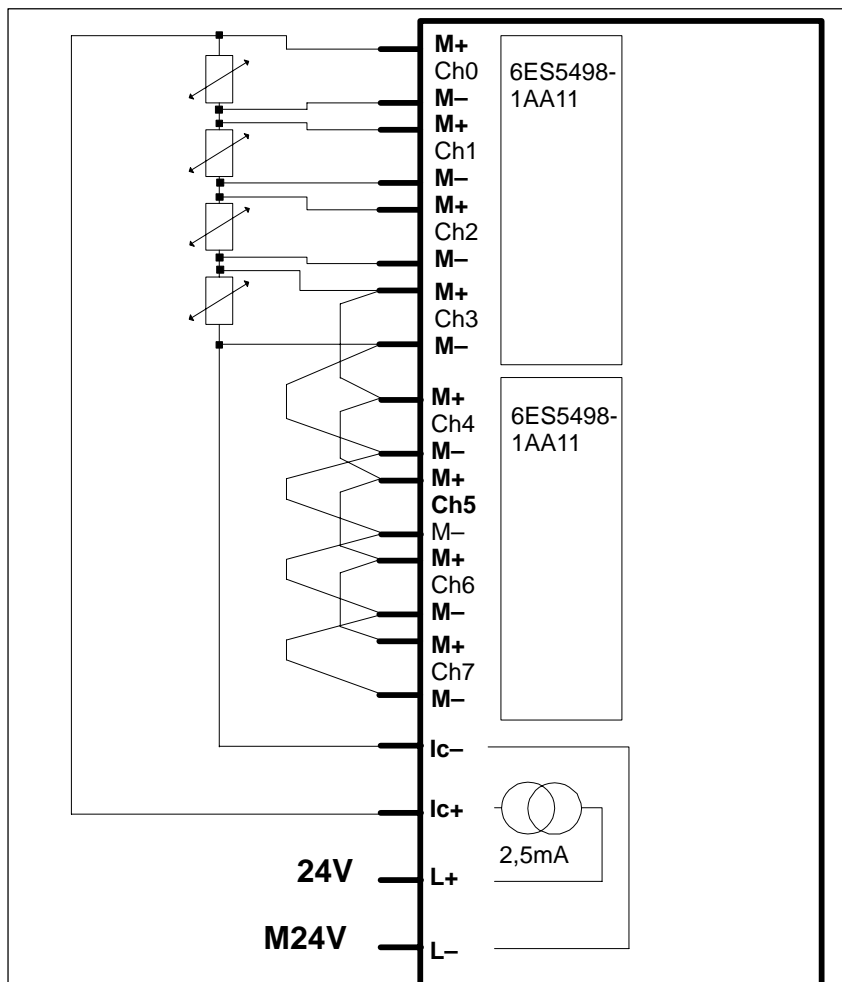 M+
Ch0
M–
M+
Ch1
M–
M+
Ch2
M–
M+
Ch3
M–
6ES5498-
1AA11
M+
Ch4
M–
M+
Ch5
M–
M+
Ch6
M–
M+
Ch7
M–
6ES5498-
1AA11
Ic–
Ic+
2,5mA
24V
L+
M24V
L–